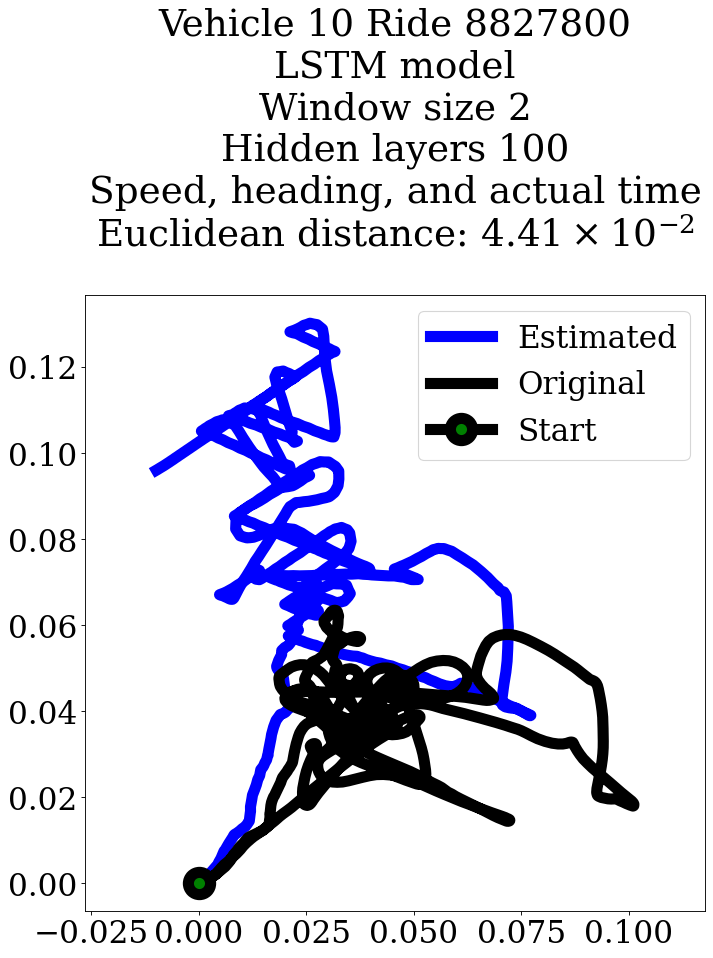 Vehicle 10 Ride 8827800
LSTM model
Window size 2
Hidden layers 100
Speed, heading, and actual time
Euclidean distance: 4.41 × 10⁻²
Estimated
Original
Start
0.12
0.10
0.08
0.06
0.04
0.02
0.00
−0.025 0.000 0.025 0.050 0.075 0.100